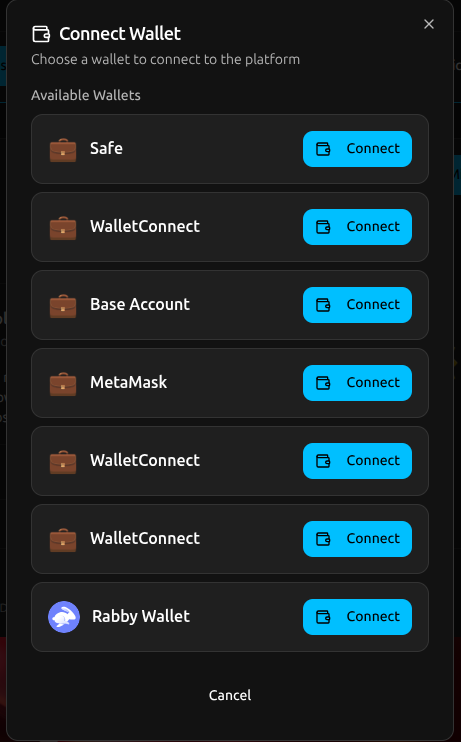 Connect Wallet
Choose a wallet to connect to the platform
Available Wallets
Safe Connect
WalletConnect Connect
Base Account Connect
MetaMask Connect
WalletConnect Connect
WalletConnect Connect
Rabby Wallet Connect
Cancel